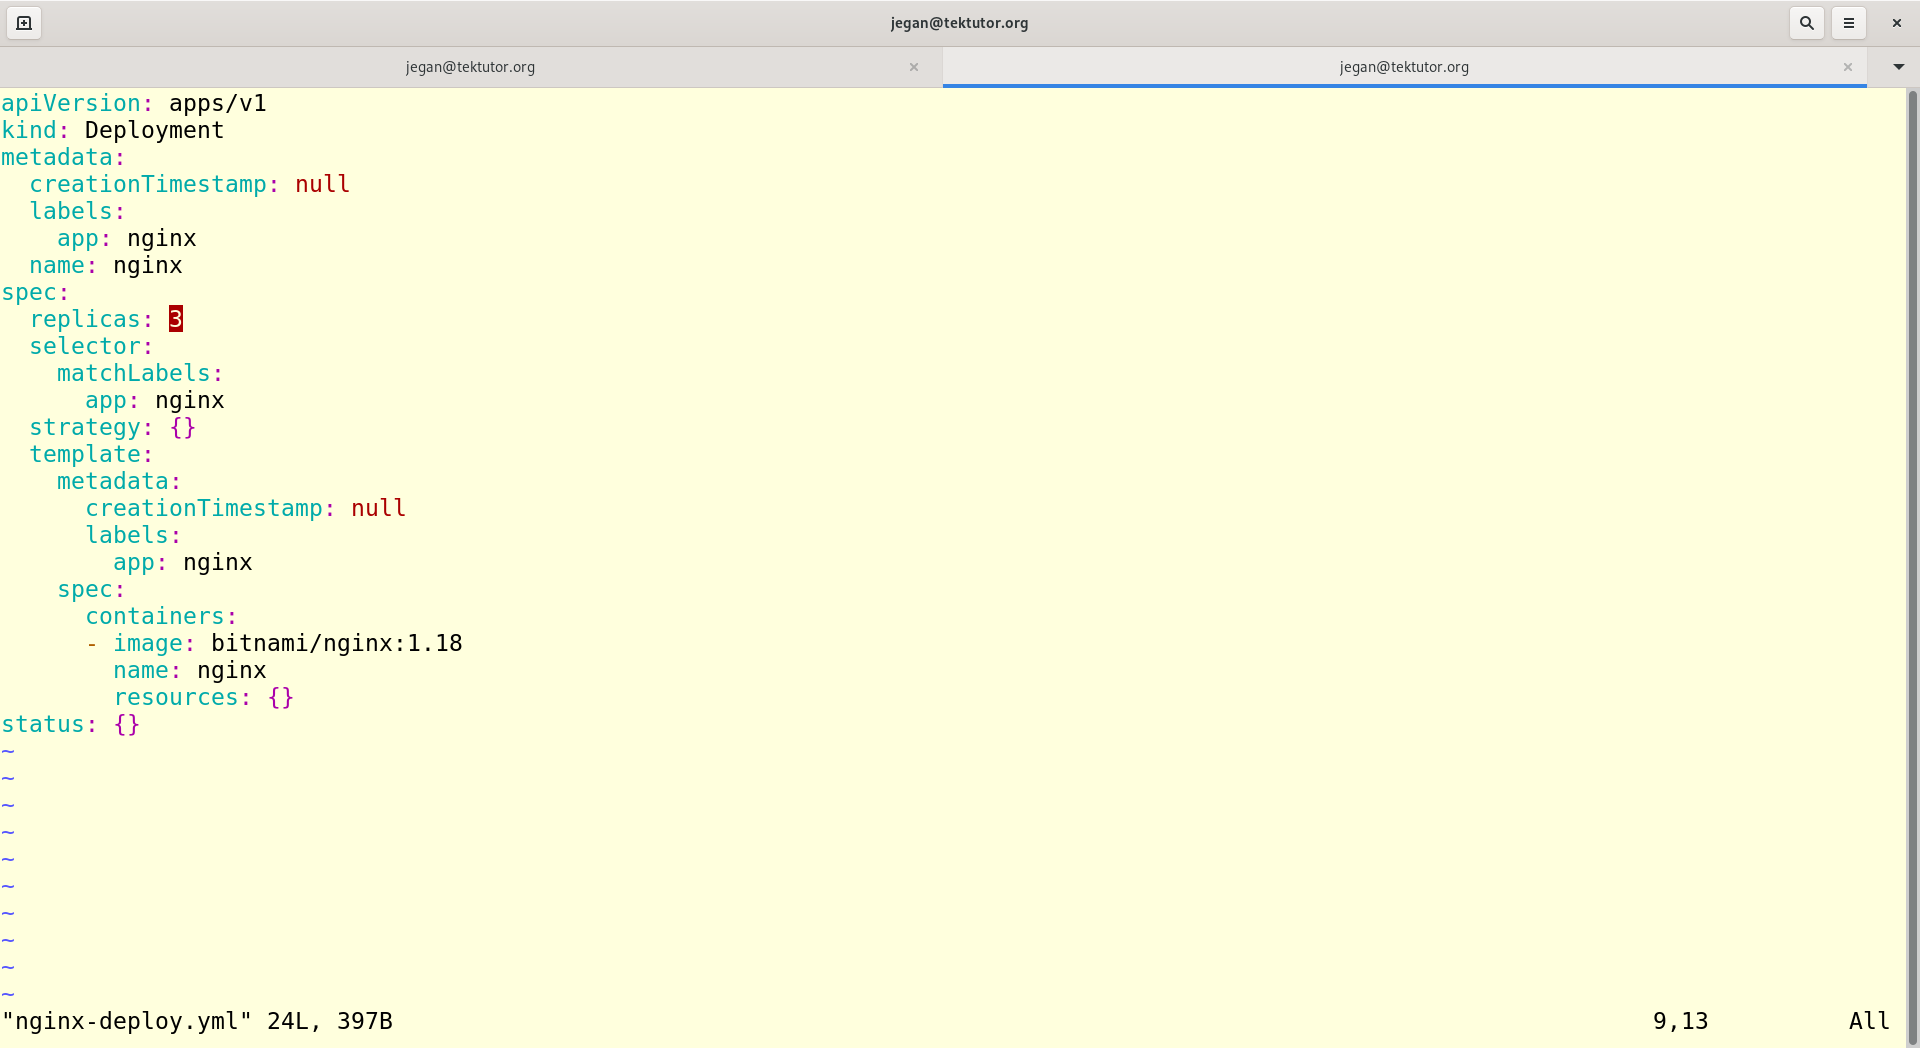 jegan@tektutor.org
jegan@tektutor.org jegan@tektutor.org
apiVersion: apps/v1
kind: Deployment
metadata:
  creationTimestamp: null
  labels:
    app: nginx
  name: nginx
spec:
  replicas: 3
  selector:
    matchLabels:
      app: nginx
  strategy: {}
  template:
    metadata:
      creationTimestamp: null
      labels:
        app: nginx
    spec:
      containers:
      - image: bitnami/nginx:1.18
        name: nginx
        resources: {}
status: {}
~
~
~
~
~
~
~
~
~
~
"nginx-deploy.yml" 24L, 397B 9,13 All